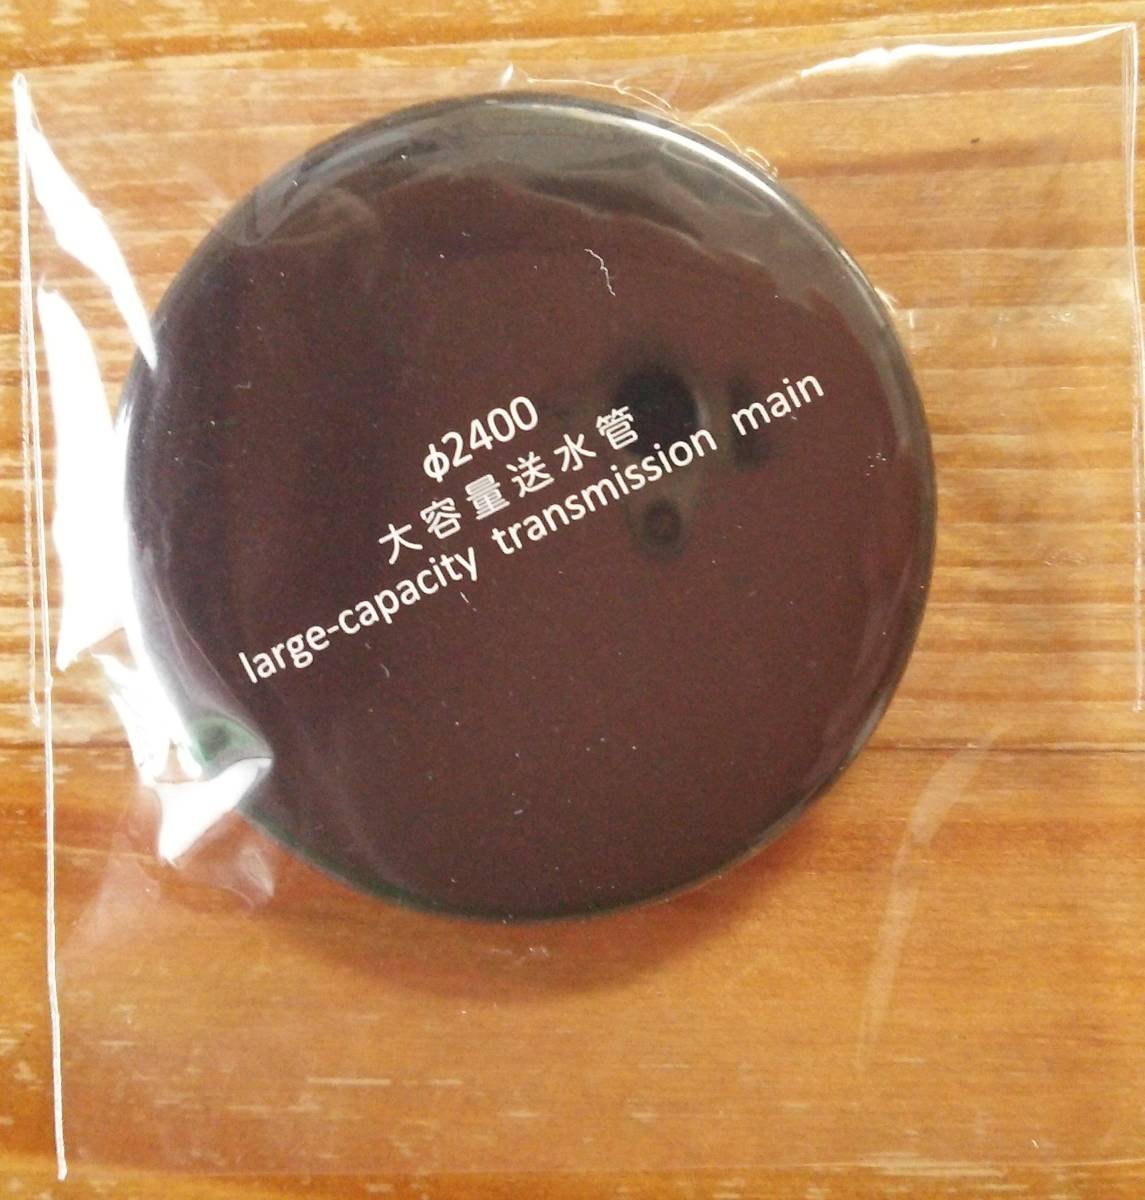 φ2400
大容量送水管
large-capacity transmission main